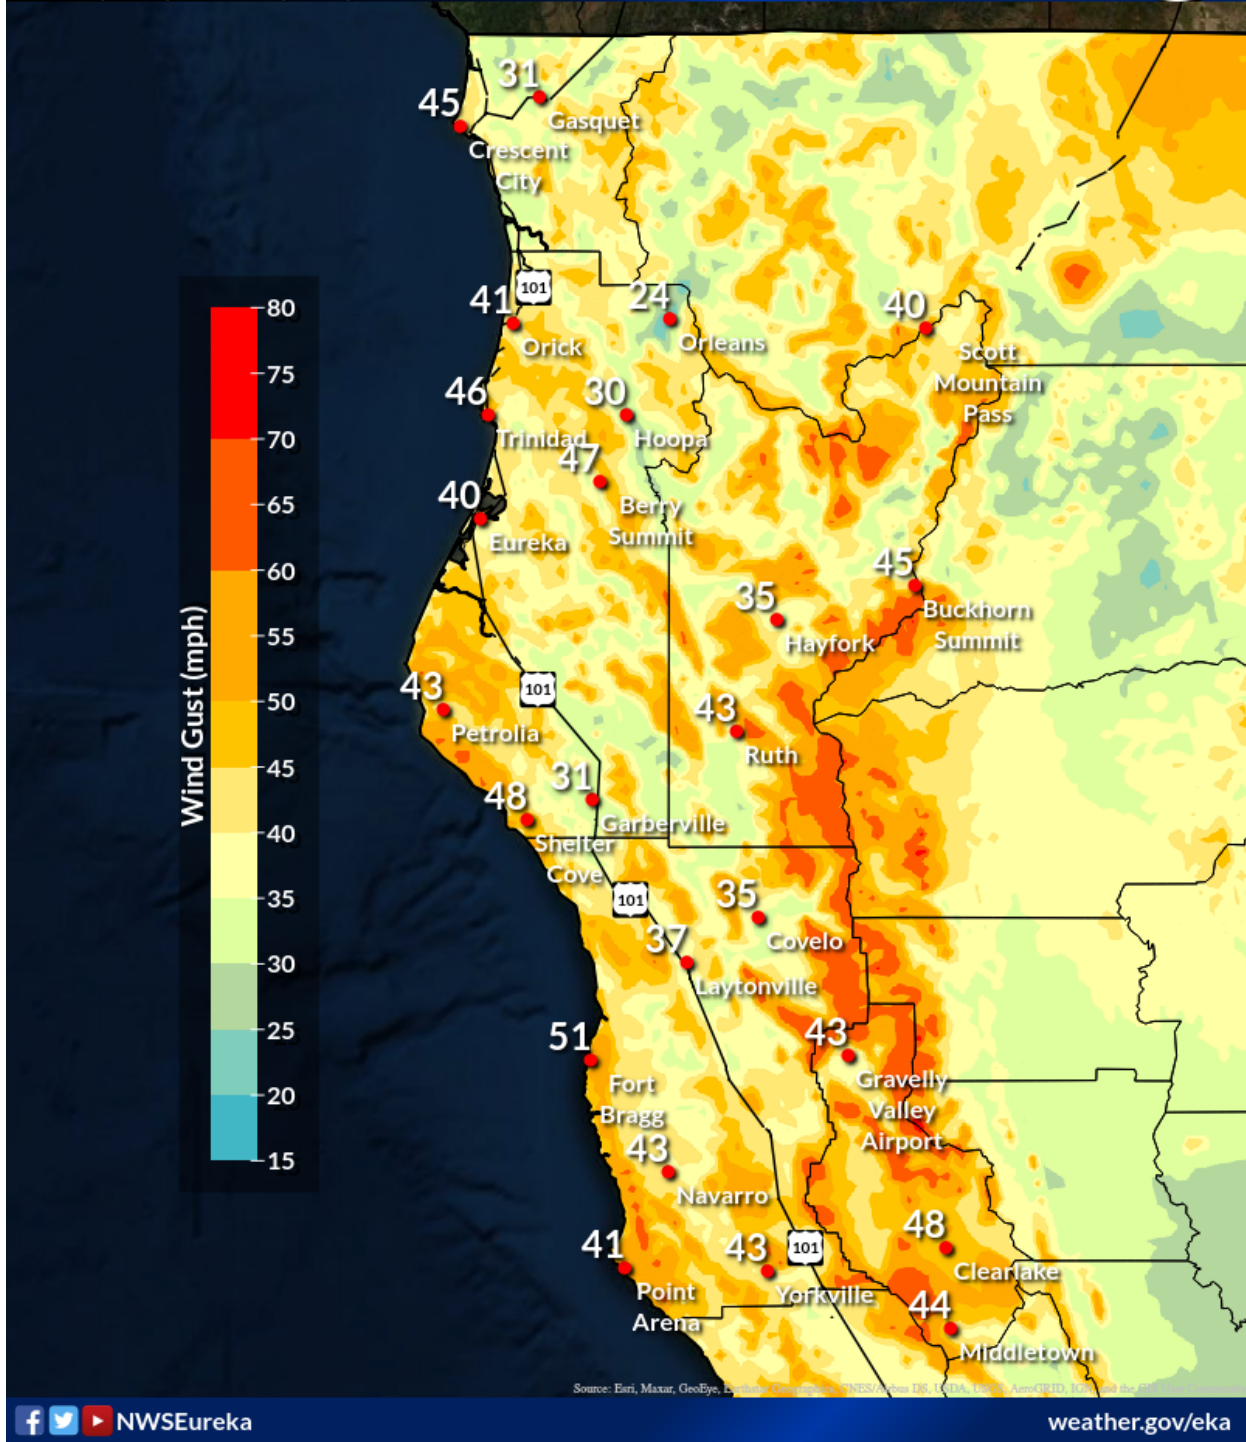 31
Gasquet
45
Crescent
City
101
41
Orick
24
Orleans
40
Scott
Mountain
Pass
46
Trinidad
30
Hoopa
47
Berry
Summit
40
Eureka
45
Buckhorn
Summit
35
Hayfork
101
43
Petrolia
43
Ruth
31
Garberville
48
Shelter
Cove
101
35
Covelo
37
Laytonville
51
Fort
Bragg
43
Gravelly
Valley
Airport
43
Navarro
48
Clearlake
41
Point
Arena
43
Yorkville
101
44
Middletown
Wind Gust (mph)
80
75
70
65
60
55
50
45
40
35
30
25
20
15
Source: Esri, Maxar, GeoEye,
NWSEureka
weather.gov/eka